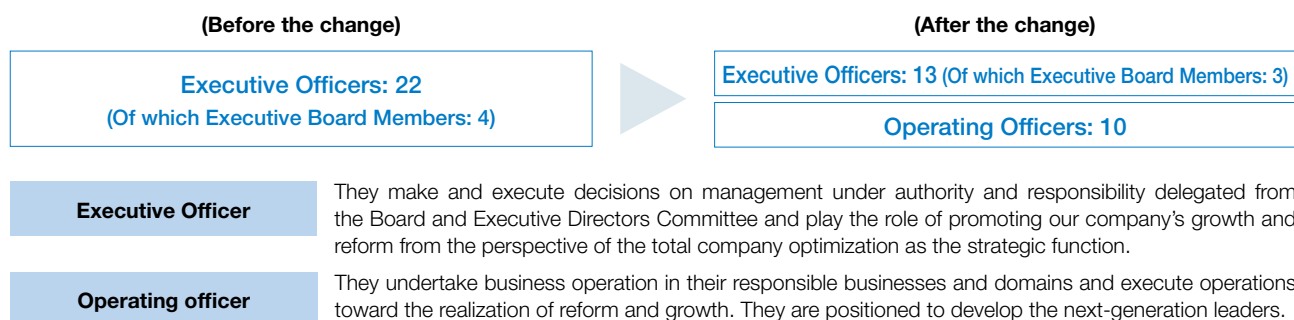 (Before the change)
(After the change)
Executive Officers: 22
(Of which Executive Board Members: 4)
Executive Officers: 13 (Of which Executive Board Members: 3)
Operating Officers: 10
Executive Officer
They make and execute decisions on management under authority and responsibility delegated from
the Board and Executive Directors Committee and play the role of promoting our company's growth and
reform from the perspective of the total company optimization as the strategic function.
Operating officer
They undertake business operation in their responsible businesses and domains and execute operations
toward the realization of reform and growth. They are positioned to develop the next-generation leaders.